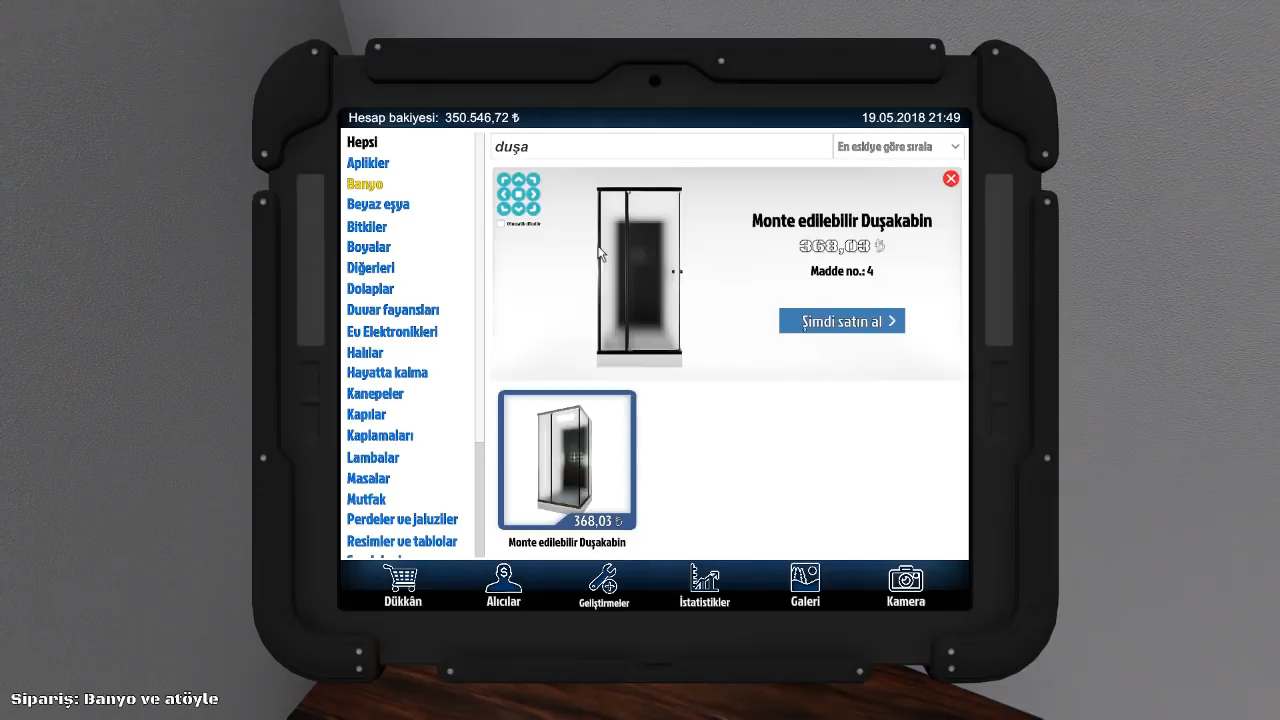 Hesap bakiyesi: 350.546,72 ₺
19.05.2018 21:49
Hepsi
Aplikler
Banyo
Beyaz eşya
Bitkiler
Boyalar
Diğerleri
Dolaplar
Duvar fayansları
Ev Elektronikleri
Halılar
Hayatta kalma
Kanepeler
Kapılar
Kaplamaları
Lambalar
Masalar
Mutfak
Perdeler ve jaluziler
Resimler ve tablolar
duşa
En eskiye göre sırala
Monte edilebilir Duşakabin
368,03 ₺
Madde no.: 4
Şimdi satın al
368,03 ₺
Monte edilebilir Duşakabin
Dükkân
Alıcılar
Geliştirmeler
İstatistikler
Galeri
Kamera
Sipariş: Banyo ve atöyle